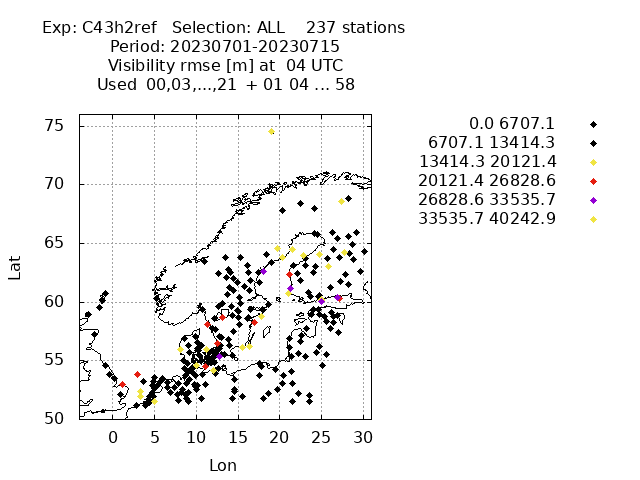 Exp: C43h2ref Selection: ALL 237 stations
Period: 20230701-20230715
Visibility rmse [m] at 04 UTC
Used 00,03,...,21 + 01 04 ... 58
0.0 6707.1
6707.1 13414.3
13414.3 20121.4
20121.4 26828.6
26828.6 33535.7
33535.7 40242.9
75
70
65
60
55
50
Lat
0 5 10 15 20 25 30
Lon